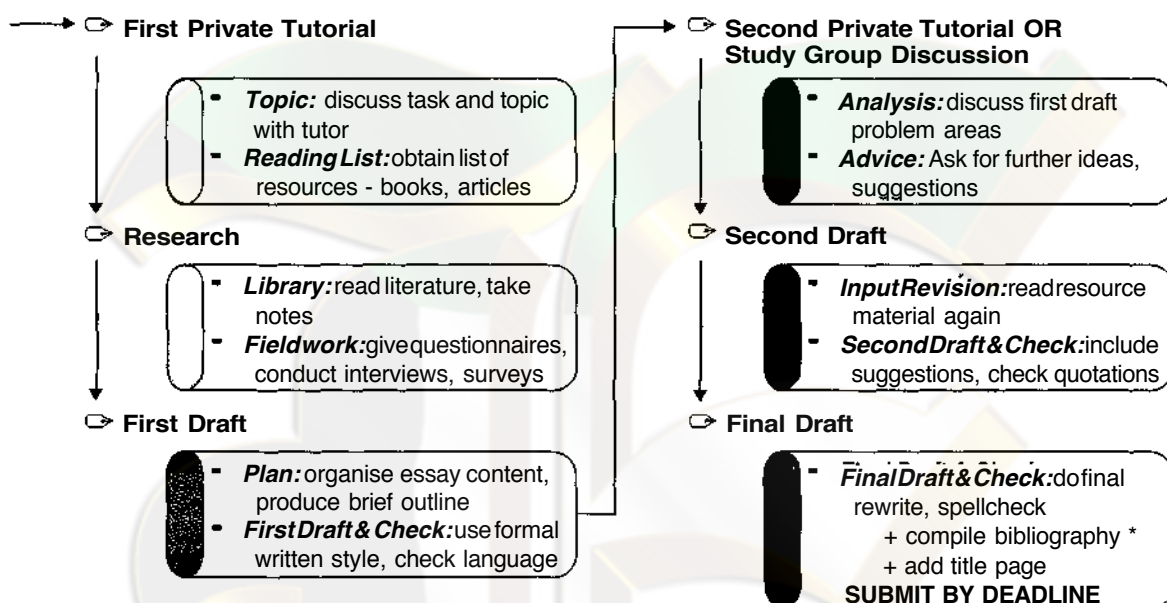 First Private Tutorial
- Topic: discuss task and topic
with tutor
- Reading List: obtain list of
resources - books, articles
Research
- Library: read literature, take
notes
- Fieldwork: give questionnaires,
conduct interviews, surveys
First Draft
- Plan: organise essay content,
produce brief outline
- First Draft & Check: use formal
written style, check language
Second Private Tutorial OR
Study Group Discussion
- Analysis: discuss first draft
problem areas
- Advice: Ask for further ideas,
suggestions
Second Draft
- Input Revision: read resource
material again
- Second Draft & Check: include
suggestions, check quotations
Final Draft
- Final Draft & Check: do final
rewrite, spellcheck
+ compile bibliography *
+ add title page
SUBMIT BY DEADLINE